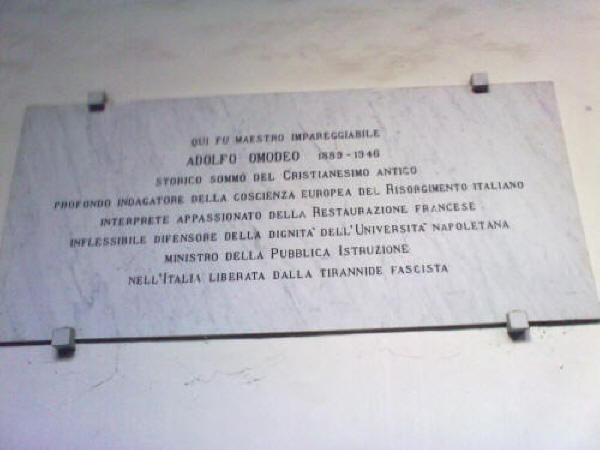 QUI FU MAESTRO IMPAREGGIABILE
ADOLFO OMODEO 1889-1946
STORICO SOMMO DEL CRISTIANESIMO ANTICO
PROFONDO INDAGATORE DELLA COSCIENZA EUROPEA DEL RISORGIMENTO ITALIANO
INTERPRETE APPASSIONATO DELLA RESTAURAZIONE FRANCESE
INFLESSIBILE DIFENSORE DELLA DIGNITA' DELL'UNIVERSITA' NAPOLETANA
MINISTRO DELLA PUBBLICA ISTRUZIONE
NELL'ITALIA LIBERATA DALLA TIRANNIDE FASCISTA